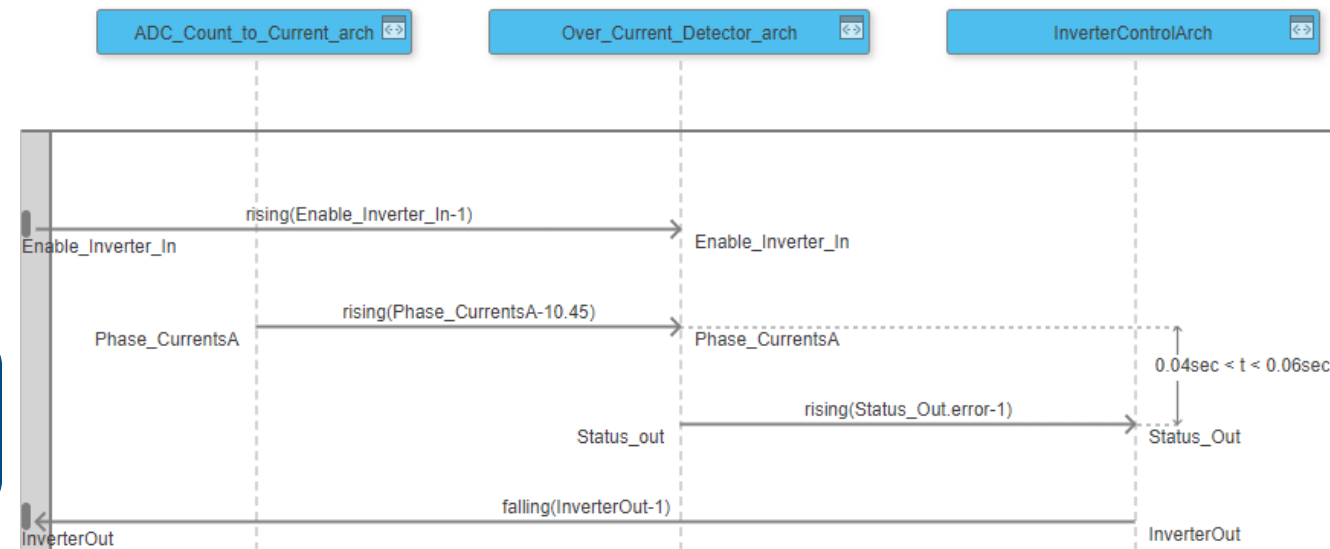 ADC_Count_to_Current_arch
Over_Current_Detector_arch
InverterControlArch
rising(Enable_Inverter_In-1)
Enable_Inverter_In
Enable_Inverter_In
rising(Phase_CurrentsA-10.45)
Phase_CurrentsA
Phase_CurrentsA
0.04sec < t < 0.06sec
rising(Status_Out.error-1)
Status_out
Status_Out
falling(InverterOut-1)
InverterOut
InverterOut